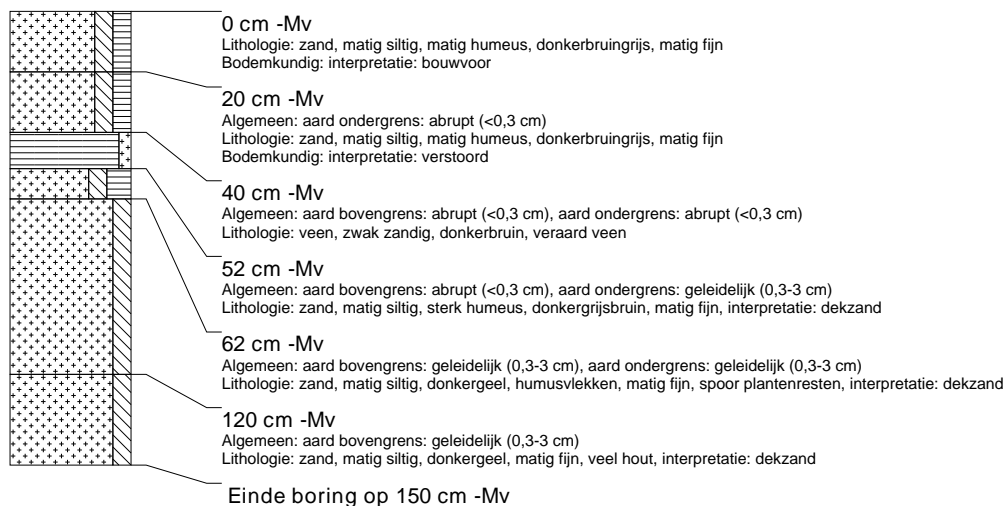 0 cm -Mv
Lithologie: zand, matig siltig, matig humeus, donkerbruingrijs, matig fijn
Bodemkundig: interpretatie: bouwvoor
20 cm -Mv
Algemeen: aard ondergrens: abrupt (<0,3 cm)
Lithologie: zand, matig siltig, matig humeus, donkerbruingrijs, matig fijn
Bodemkundig: interpretatie: verstoord
40 cm -Mv
Algemeen: aard bovengrens: abrupt (<0,3 cm), aard ondergrens: abrupt (<0,3 cm)
Lithologie: veen, zwak zandig, donkerbruin, veraard veen
52 cm -Mv
Algemeen: aard bovengrens: abrupt (<0,3 cm), aard ondergrens: geleidelijk (0,3-3 cm)
Lithologie: zand, matig siltig, sterk humeus, donkergrijsbruin, matig fijn, interpretatie: dekzand
62 cm -Mv
Algemeen: aard bovengrens: geleidelijk (0,3-3 cm), aard ondergrens: geleidelijk (0,3-3 cm)
Lithologie: zand, matig siltig, donkergeel, humusvlekken, matig fijn, spoor plantenresten, interpretatie: dekzand
120 cm -Mv
Algemeen: aard bovengrens: geleidelijk (0,3-3 cm)
Lithologie: zand, matig siltig, donkergeel, matig fijn, veel hout, interpretatie: dekzand
Einde boring op 150 cm -Mv